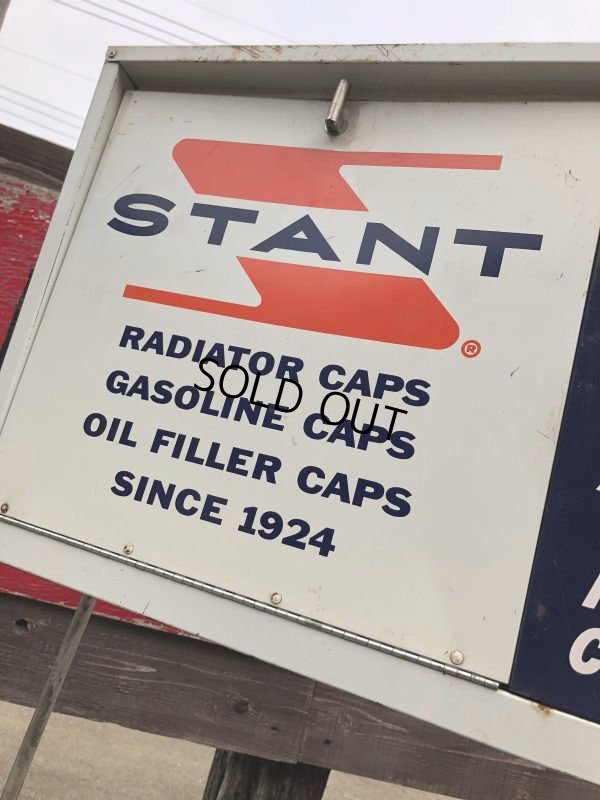 STANT®
RADIATOR CAPS
GASOLINE CAPS
OIL FILLER CAPS
SINCE 1924
SOLD OUT